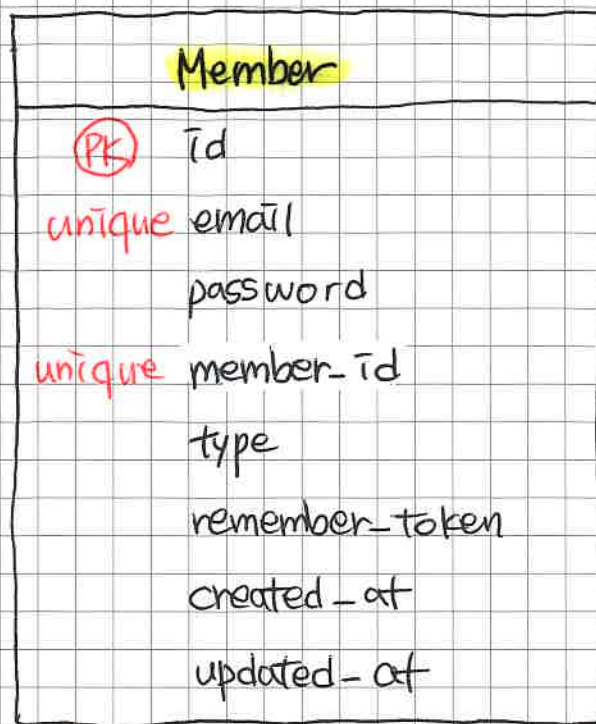 Member
PK id
unique email
password
unique member_id
type
remember_token
created_at
updated_at